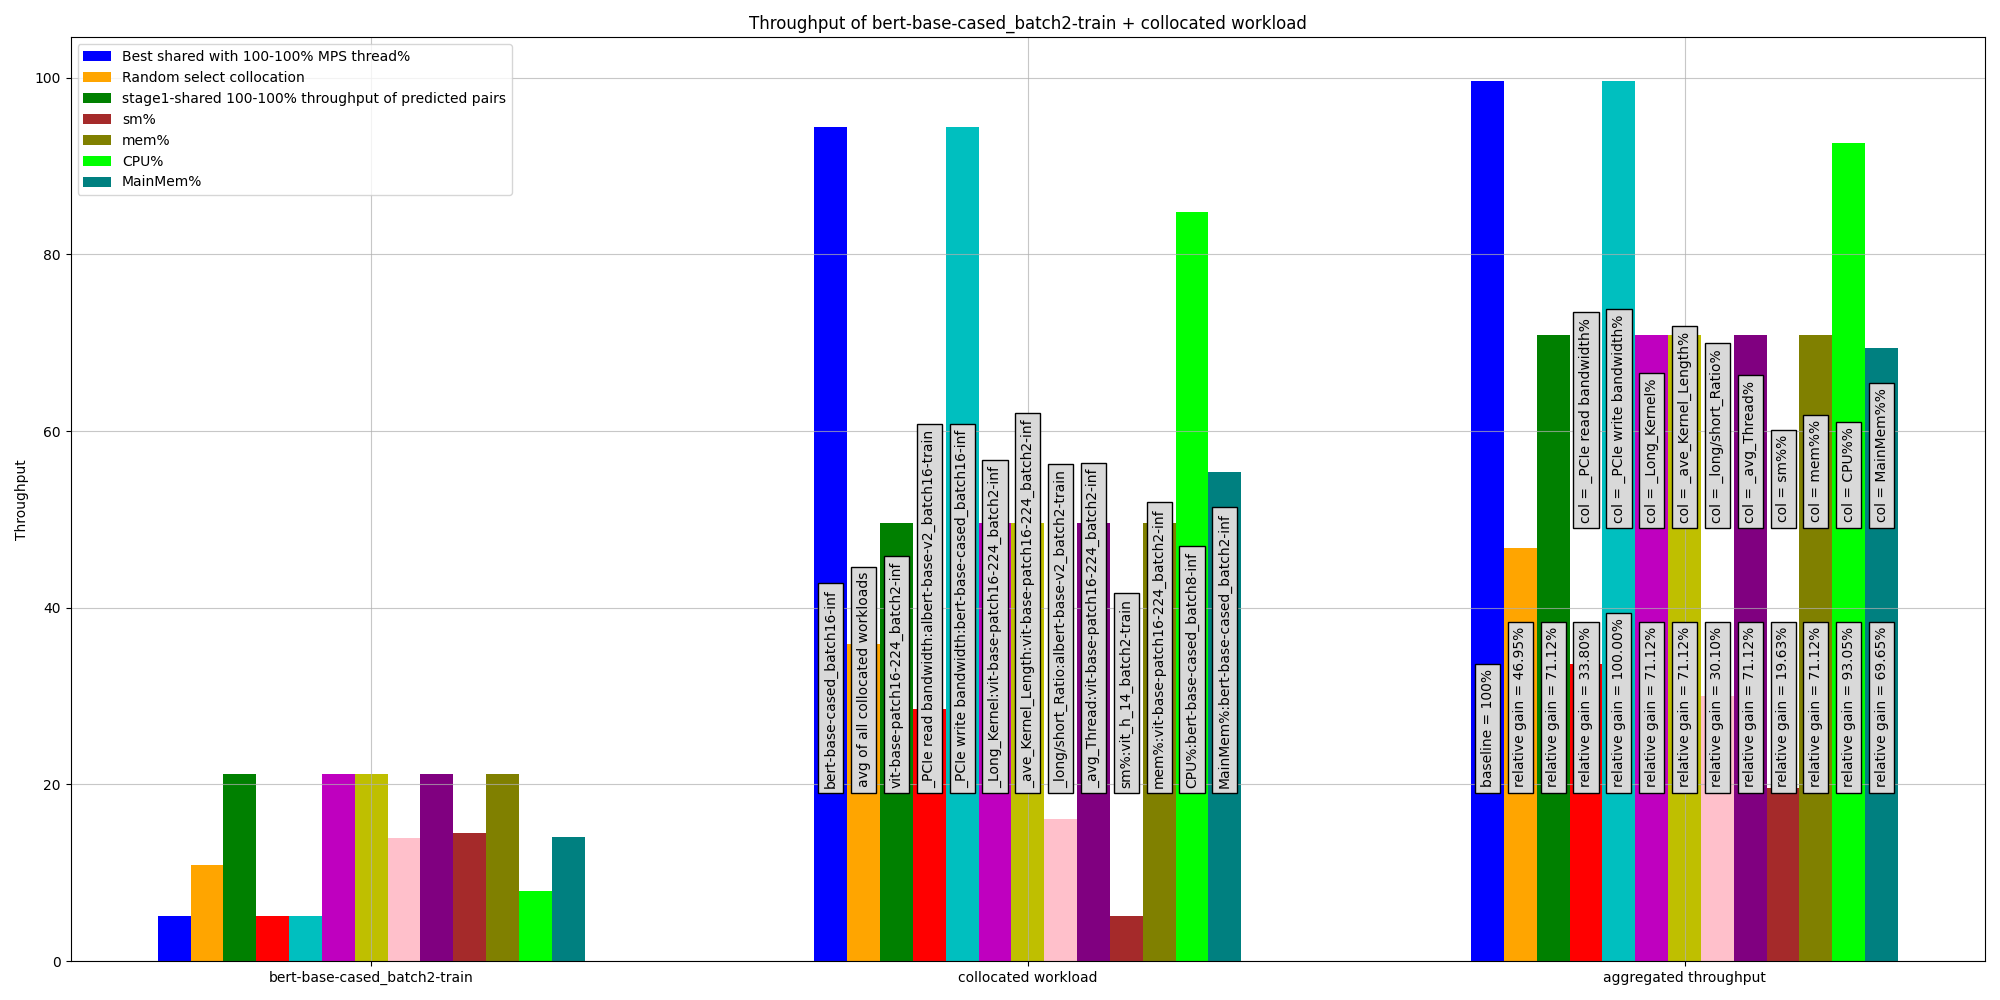 Throughput of bert-base-cased_batch2-train + collocated workload
Best shared with 100-100% MPS thread%
Random select collocation
stage1-shared 100-100% throughput of predicted pairs
sm%
mem%
CPU%
MainMem%
Throughput
100
80
60
40
20
0
bert-base-cased_batch16-inf
avg of all collocated workloads
vit-base-patch16-224_batch2-inf
_PCIe read bandwidth:albert-base-v2_batch16-train
_PCIe write bandwidth:bert-base-cased_batch16-inf
_Long_Kernel:vit-base-patch16-224_batch2-inf
_ave_Kernel_Length:vit-base-patch16-224_batch2-inf
_long/short_Ratio:albert-base-v2_batch2-train
_avg_Thread:vit-base-patch16-224_batch2-inf
sm%:vit_h_14_batch2-train
mem%:vit-base-patch16-224_batch2-inf
CPU%:bert-base-cased_batch8-inf
MainMem%:bert-base-cased_batch2-inf
col = _PCIe read bandwidth%
col = _PCIe write bandwidth%
col = _Long_Kernel%
col = _ave_Kernel_Length%
col = _long/short_Ratio%
col = _avg_Thread%
col = sm%%
col = mem%%
col = CPU%%
col = MainMem%%
baseline = 100%
relative gain = 46.95%
relative gain = 71.12%
relative gain = 33.80%
relative gain = 100.00%
relative gain = 71.12%
relative gain = 71.12%
relative gain = 30.10%
relative gain = 71.12%
relative gain = 19.63%
relative gain = 71.12%
relative gain = 93.05%
relative gain = 69.65%
bert-base-cased_batch2-train
collocated workload
aggregated throughput